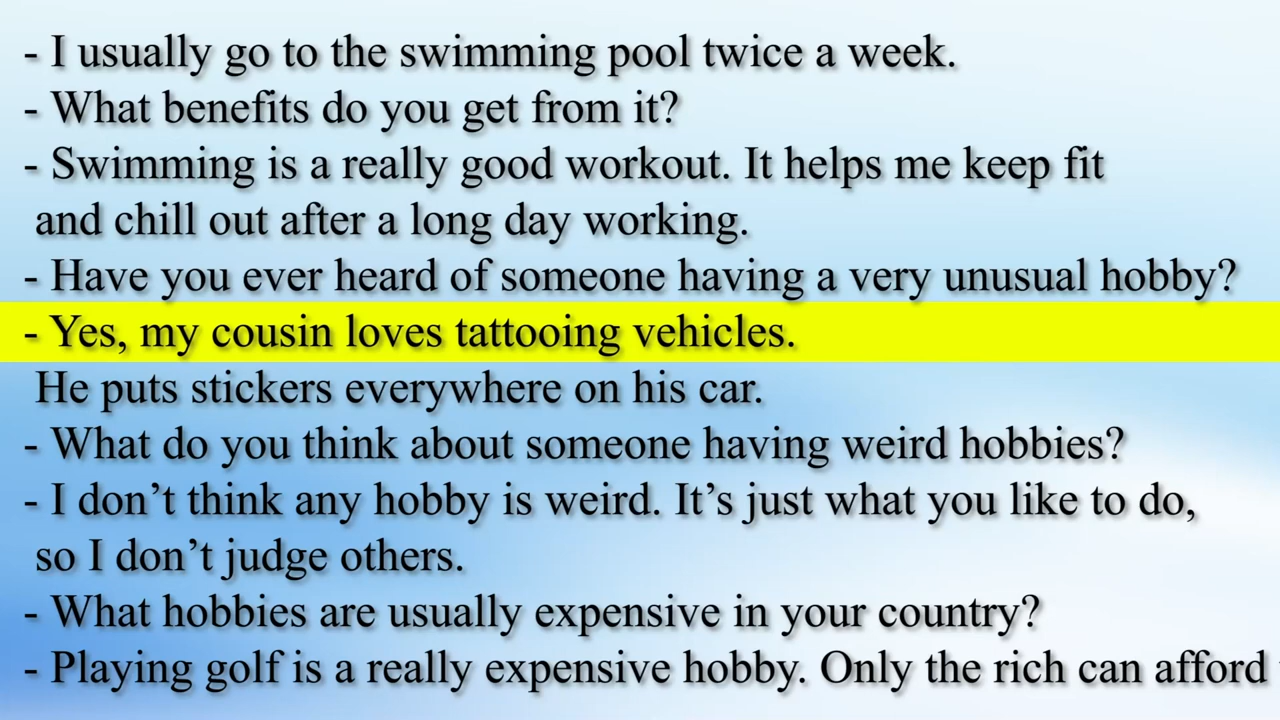 - I usually go to the swimming pool twice a week.
- What benefits do you get from it?
- Swimming is a really good workout. It helps me keep fit
and chill out after a long day working.
- Have you ever heard of someone having a very unusual hobby?
- Yes, my cousin loves tattooing vehicles.
He puts stickers everywhere on his car.
- What do you think about someone having weird hobbies?
- I don’t think any hobby is weird. It’s just what you like to do,
so I don’t judge others.
- What hobbies are usually expensive in your country?
- Playing golf is a really expensive hobby. Only the rich can afford